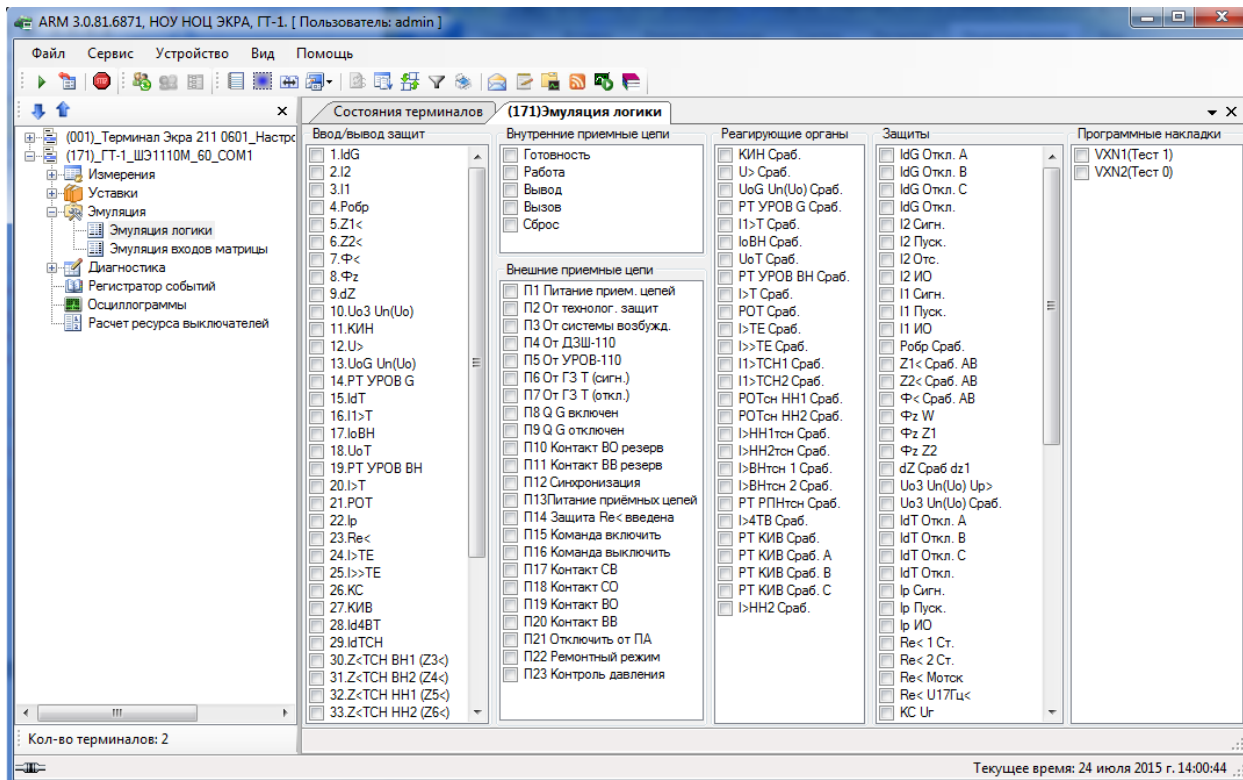 ARM 3.0.81.6871, НОУ НОЦ ЭКРА, ГТ-1. [ Пользователь: admin ]
Файл Сервис Устройство Вид Помощь
Состояния терминалов (171)Эмуляция логики
(001)_Терминал Экра 211 0601_Настро
(171)_ГТ-1_ШЭ1110М_60_COM1
Измерения
Уставки
Эмуляция
Эмуляция логики
Эмуляция входов матрицы
Диагностика
Регистратор событий
Осциллограммы
Расчет ресурса выключателей
Кол-во терминалов: 2
Ввод/вывод защит
1.IdG
2.I2
3.I1
4.Pобр
5.Z1<
6.Z2<
7.Ф<
8.Фz
9.dZ
10.Uo3 Un(Uo)
11.КИН
12.U>
13.UoG Un(Uo)
14.РТ УРОВ G
15.IdT
16.I1>T
17.IoВН
18.UoT
19.РТ УРОВ ВН
20.I>T
21.РОТ
22.Ip
23.Re<
24.I>TE
25.I>>TE
26.КС
27.КИВ
28.Id4BT
29.IdТСН
30.Z<ТСН ВН1 (Z3<)
31.Z<ТСН ВН2 (Z4<)
32.Z<ТСН НН1 (Z5<)
33.Z<ТСН НН2 (Z6<)
Внутренние приемные цепи
Готовность
Работа
Вывод
Вызов
Сброс
Внешние приемные цепи
П1 Питание прием. цепей
П2 От технолог. защит
П3 От системы возбужд.
П4 От ДЗШ-110
П5 От УРОВ-110
П6 От ГЗ Т (сигн.)
П7 От ГЗ Т (откл.)
П8 Q G включен
П9 Q G отключен
П10 Контакт ВО резерв
П11 Контакт ВВ резерв
П12 Синхронизация
П13Питание приёмных цепей
П14 Защита Re< введена
П15 Команда включить
П16 Команда выключить
П17 Контакт СВ
П18 Контакт СО
П19 Контакт ВО
П20 Контакт ВВ
П21 Отключить от ПА
П22 Ремонтный режим
П23 Контроль давления
Реагирующие органы
КИН Сраб.
U> Сраб.
UoG Un(Uo) Сраб.
РТ УРОВ G Сраб.
I1>T Сраб.
IoВН Сраб.
UoT Сраб.
РТ УРОВ ВН Сраб.
I>T Сраб.
РОТ Сраб.
I>TE Сраб.
I>>TE Сраб.
I1>ТСН1 Сраб.
I1>ТСН2 Сраб.
РОТсн НН1 Сраб.
РОТсн НН2 Сраб.
I>НН1тсн Сраб.
I>НН2тсн Сраб.
I>ВНтсн 1 Сраб.
I>ВНтсн 2 Сраб.
РТ РПНтсн Сраб.
I>4ТВ Сраб.
РТ КИВ Сраб.
РТ КИВ Сраб. А
РТ КИВ Сраб. В
РТ КИВ Сраб. С
I>НН2 Сраб.
Защиты
IdG Откл. А
IdG Откл. В
IdG Откл. С
IdG Откл.
I2 Сигн.
I2 Пуск.
I2 Отс.
I2 ИО
I1 Сигн.
I1 Пуск.
I1 ИО
Pобр Сраб.
Z1< Сраб. АВ
Z2< Сраб. АВ
Ф< Сраб. АВ
Фz W
Фz Z1
Фz Z2
dZ Сраб dz1
Uo3 Un(Uo) Up>
Uo3 Un(Uo) Сраб.
IdT Откл. А
IdT Откл. В
IdT Откл. С
IdT Откл.
Ip Сигн.
Ip Пуск.
Ip ИО
Re< 1 Ст.
Re< 2 Ст.
Re< Мотск
Re< U17Гц<
КС Uг
Программные накладки
VXN1(Тест 1)
VXN2(Тест 0)
Текущее время: 24 июля 2015 г. 14:00:44